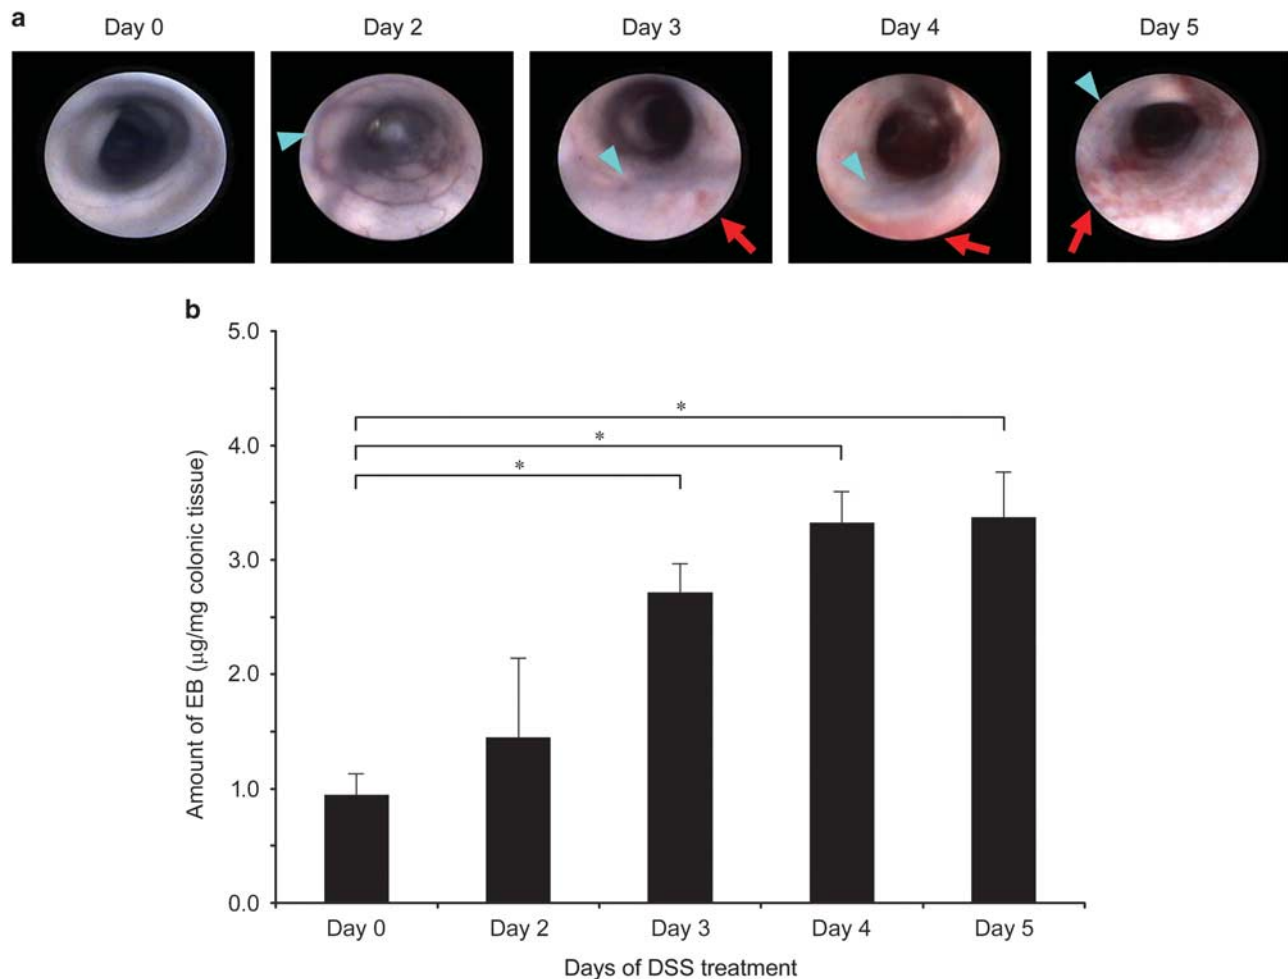 a
Day 0 Day 2 Day 3 Day 4 Day 5
b
5.0
4.0
3.0
2.0
1.0
0.0
Amount of EB (μg/mg colonic tissue)
*
*
*
Day 0 Day 2 Day 3 Day 4 Day 5
Days of DSS treatment